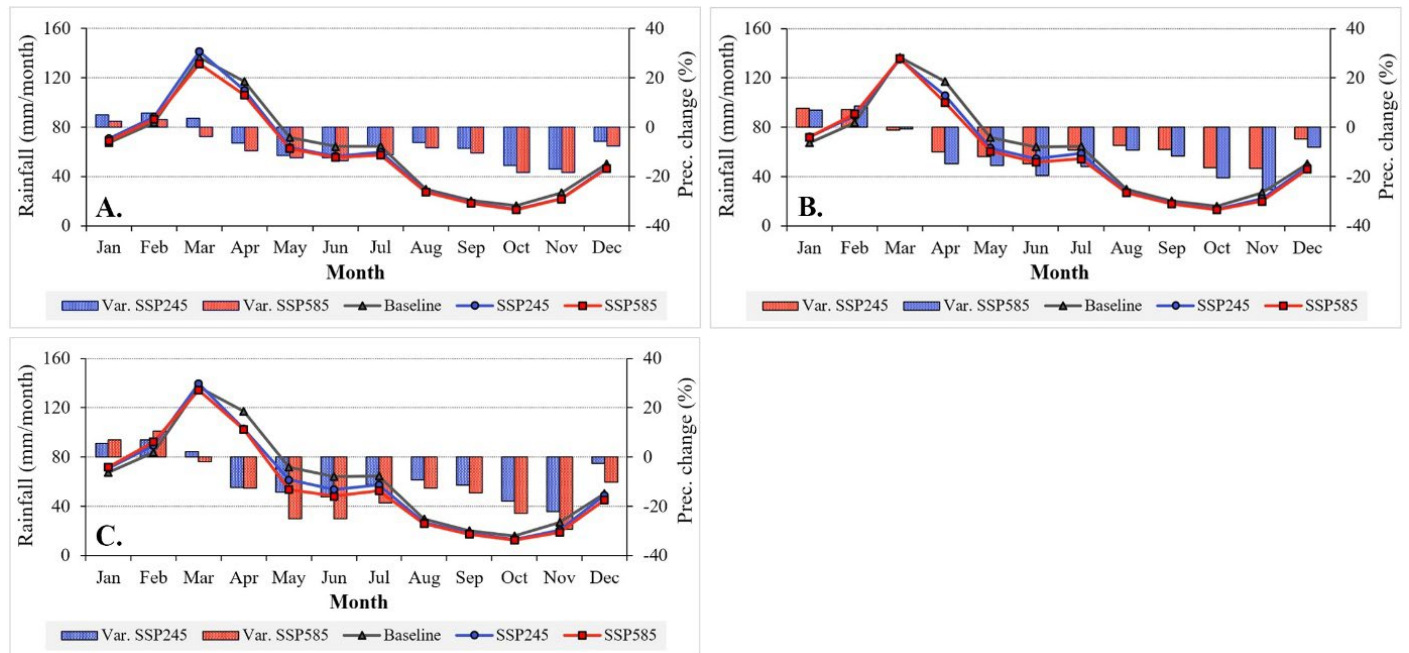 Rainfall (mm/month)
160
120
80
40
0
40
20
0
-20
-40
Prec. change (%)
A.
Jan Feb Mar Apr May Jun Jul Aug Sep Oct Nov Dec
Month
Var. SSP245 Var. SSP585 Baseline SSP245 SSP585
Rainfall (mm/month)
160
120
80
40
0
40
20
0
-20
-40
Prec. change (%)
B.
Jan Feb Mar Apr May Jun Jul Aug Sep Oct Nov Dec
Month
Var. SSP245 Var. SSP585 Baseline SSP245 SSP585
Rainfall (mm/month)
160
120
80
40
0
40
20
0
-20
-40
Prec. change (%)
C.
Jan Feb Mar Apr May Jun Jul Aug Sep Oct Nov Dec
Month
Var. SSP245 Var. SSP585 Baseline SSP245 SSP585